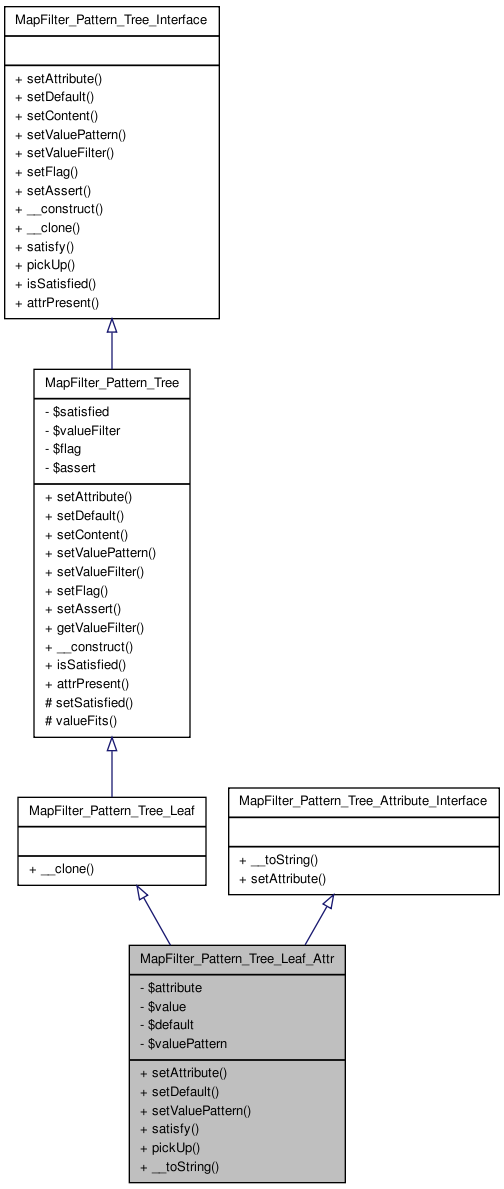 MapFilter_Pattern_Tree_Interface
+ setAttribute()
+ setDefault()
+ setContent()
+ setValuePattern()
+ setValueFilter()
+ setFlag()
+ setAssert()
+ __construct()
+ __clone()
+ satisfy()
+ pickUp()
+ isSatisfied()
+ attrPresent()
MapFilter_Pattern_Tree
- $satisfied
- $valueFilter
- $flag
- $assert
+ setAttribute()
+ setDefault()
+ setContent()
+ setValuePattern()
+ setValueFilter()
+ setFlag()
+ setAssert()
+ getValueFilter()
+ __construct()
+ isSatisfied()
+ attrPresent()
# setSatisfied()
# valueFits()
MapFilter_Pattern_Tree_Leaf
+ __clone()
MapFilter_Pattern_Tree_Attribute_Interface
+ __toString()
+ setAttribute()
MapFilter_Pattern_Tree_Leaf_Attr
- $attribute
- $value
- $default
- $valuePattern
+ setAttribute()
+ setDefault()
+ setValuePattern()
+ satisfy()
+ pickUp()
+ __toString()